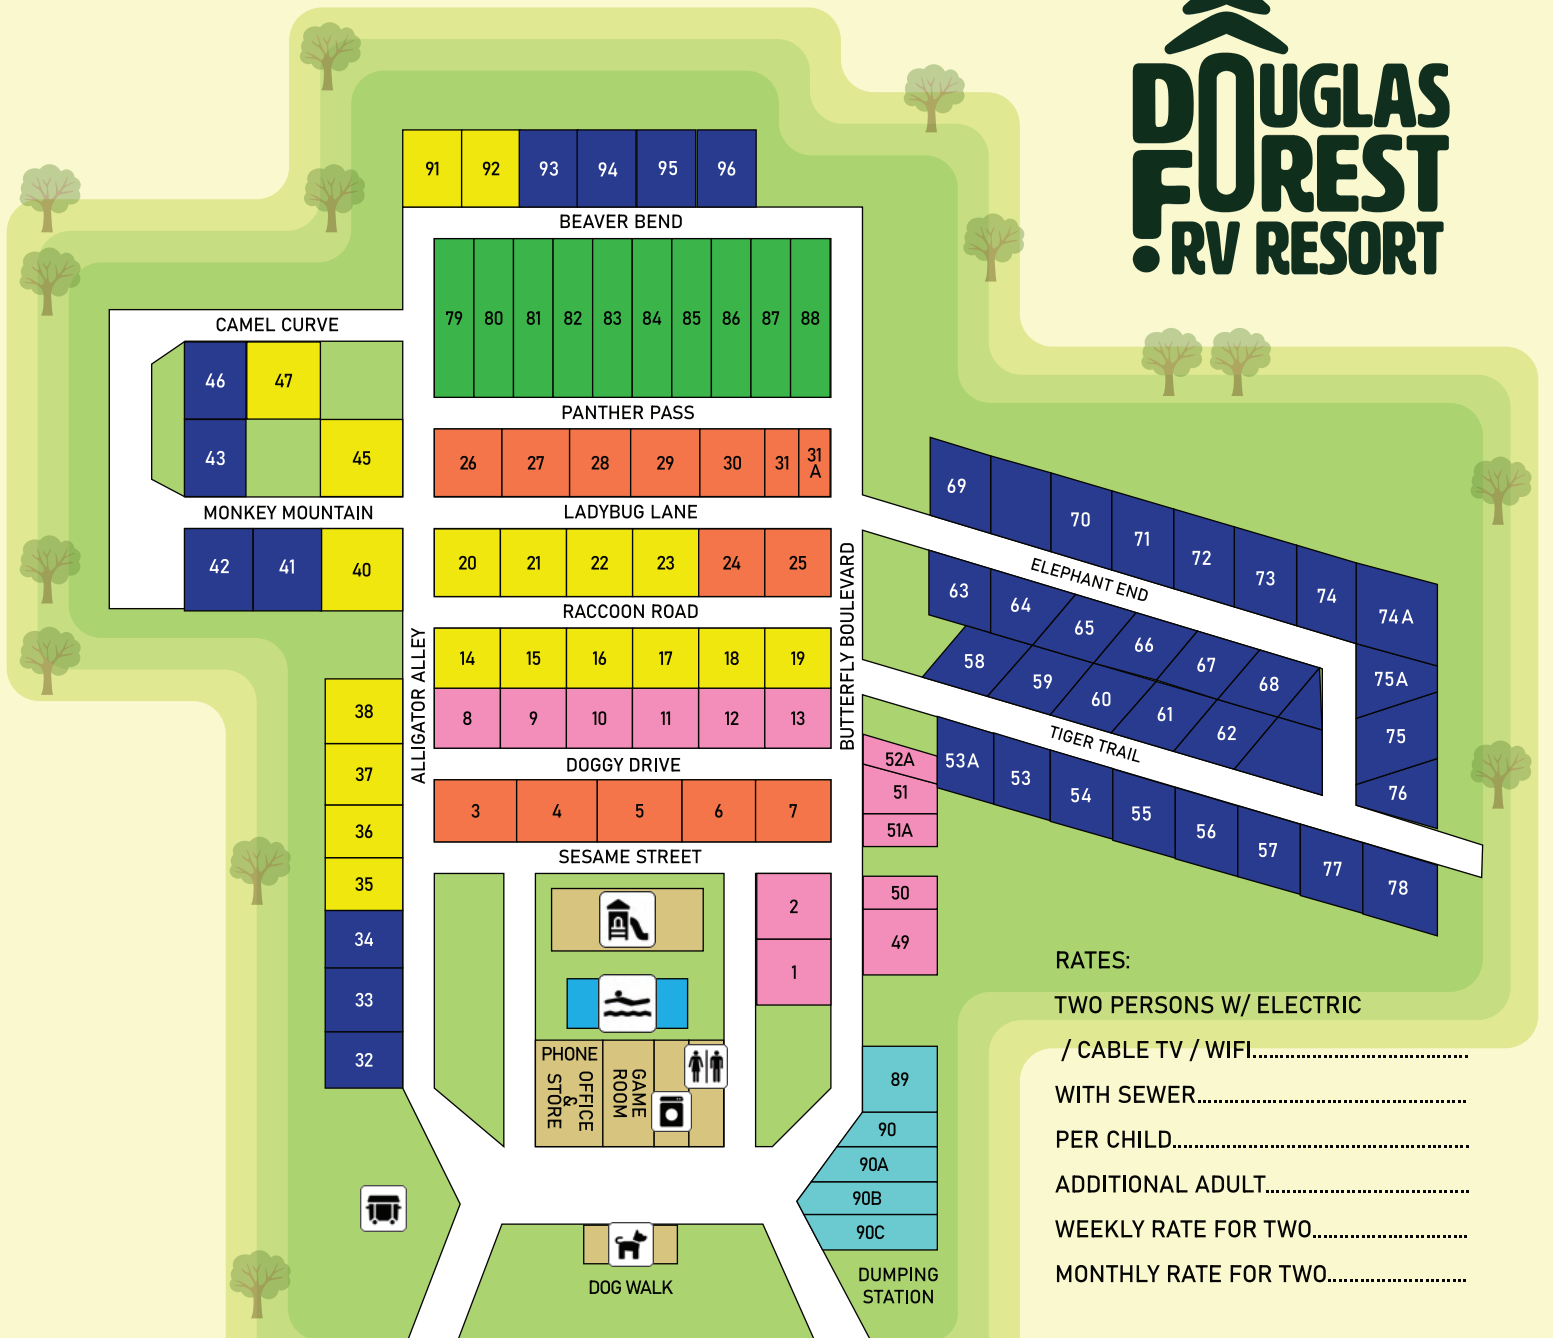 DOUGLAS
FOREST
RV RESORT
91 92 93 94 95 96
BEAVER BEND
79 80 81 82 83 84 85 86 87 88
CAMEL CURVE
46 47
43 45
PANTHER PASS
26 27 28 29 30 31 31
A
MONKEY MOUNTAIN
LADYBUG LANE
42 41 40
20 21 22 23 24 25
RACCOON ROAD
14 15 16 17 18 19
8 9 10 11 12 13
ALLIGATOR ALLEY
BUTTERFLY BOULEVARD
DOGGY DRIVE
3 4 5 6 7
SESAME STREET
38
37
36
35
34
33
32
2
1
69 70 71 72 73 74 74A
ELEPHANT END
63 64 65 66 67 68
58 59 60 61 62
75A
75
76
TIGER TRAIL
53A 53 54 55 56 57 77 78
52A
51
51A
50
49
PHONE
OFFICE
&
STORE
GAME
ROOM
89
90
90A
90B
90C
DUMPING
STATION
DOG WALK
RATES:
TWO PERSONS W/ ELECTRIC
/ CABLE TV / WIFI........................................
WITH SEWER........................................
PER CHILD........................................
ADDITIONAL ADULT........................................
WEEKLY RATE FOR TWO........................................
MONTHLY RATE FOR TWO........................................